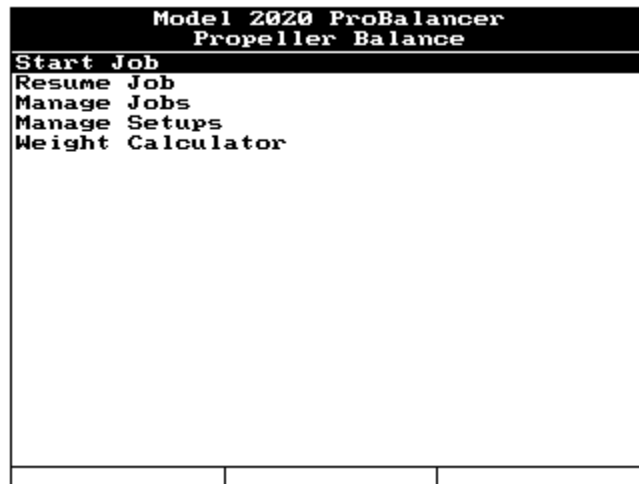 Model 2020 ProBalancer
Propeller Balance
Start Job
Resume Job
Manage Jobs
Manage Setups
Weight Calculator